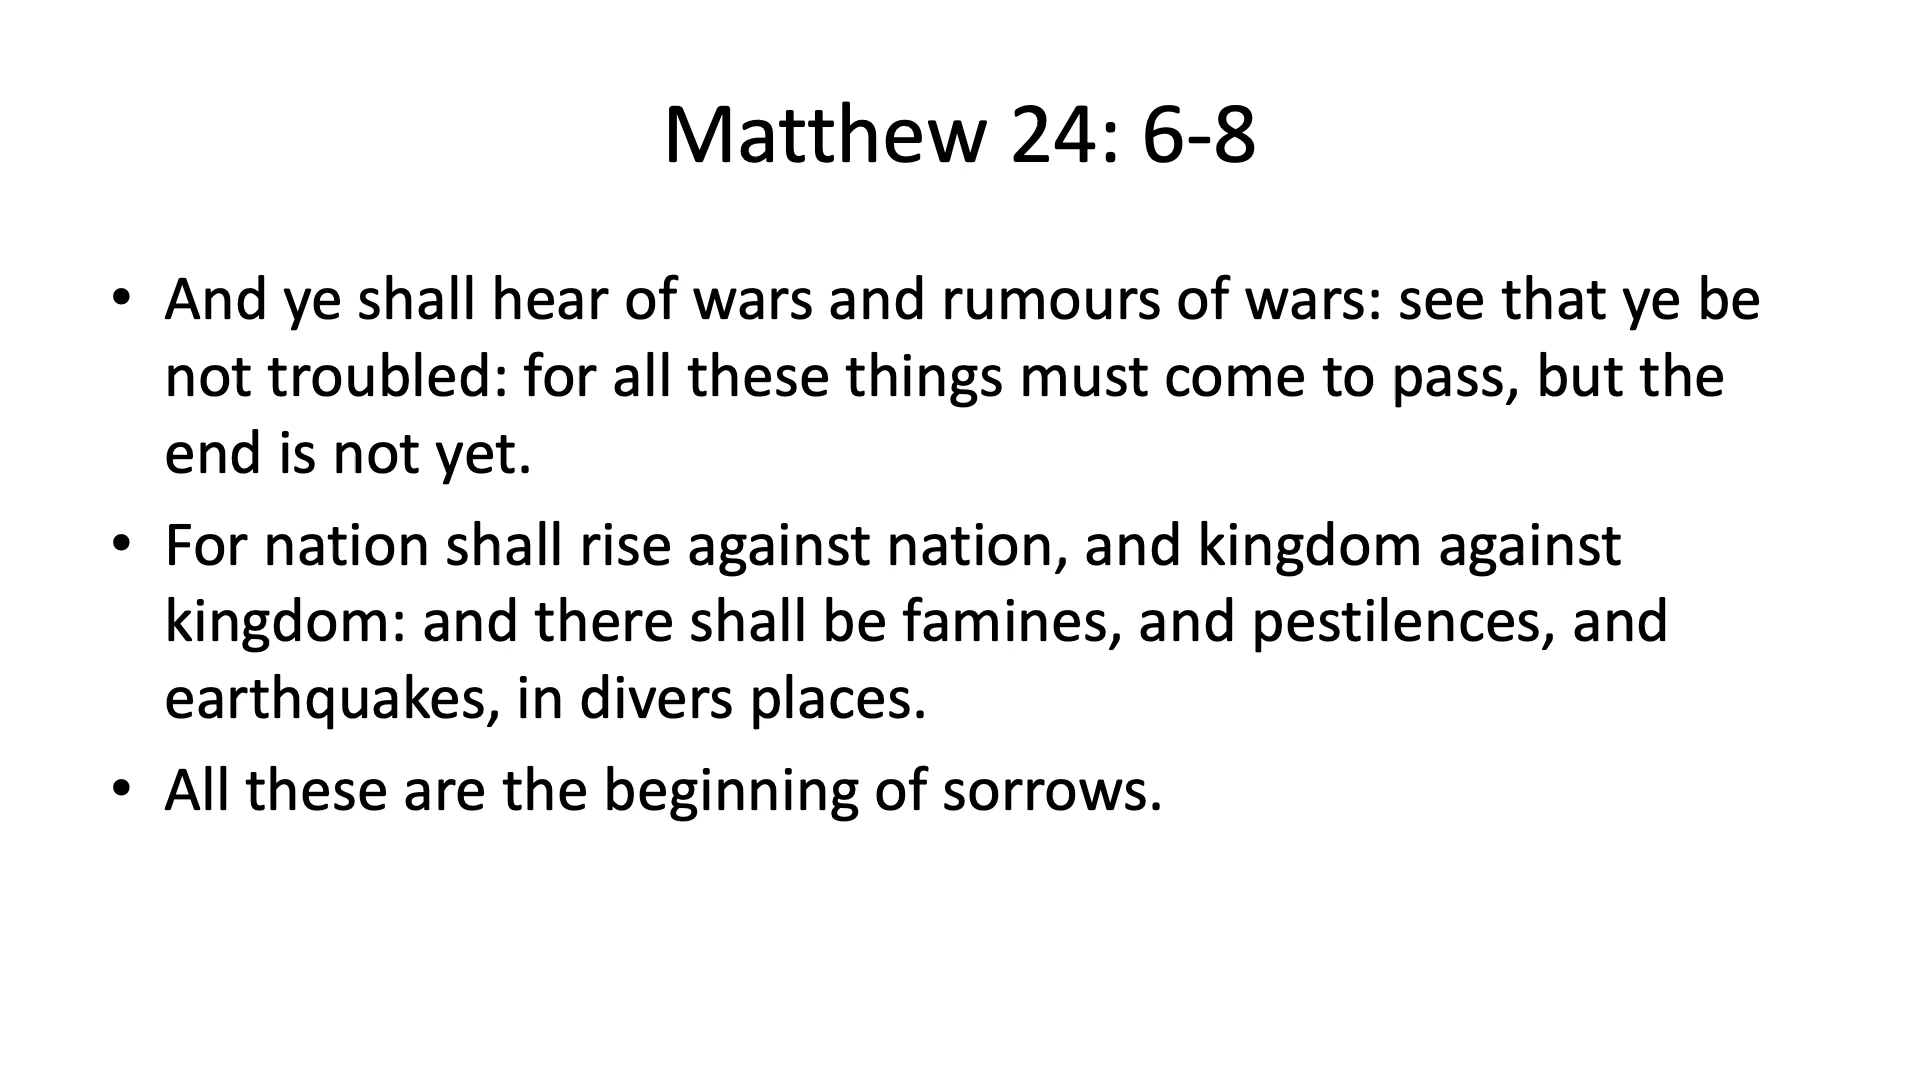 Matthew 24: 6-8
• And ye shall hear of wars and rumours of wars: see that ye be
not troubled: for all these things must come to pass, but the
end is not yet.
• For nation shall rise against nation, and kingdom against
kingdom: and there shall be famines, and pestilences, and
earthquakes, in divers places.
• All these are the beginning of sorrows.